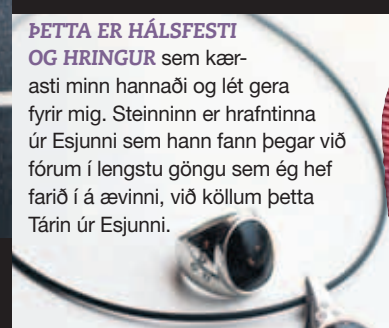 ÞETTA ER HÁLSFESTI
OG HRINGUR sem kær-
asti minn hannaði og lét gera
fyrir mig. Steinninn er hrafntinna
úr Esjunni sem hann fann þegar við
fórum í lengstu göngu sem ég hef
farið í á ævinni, við köllum þetta
Tárin úr Esjunni.